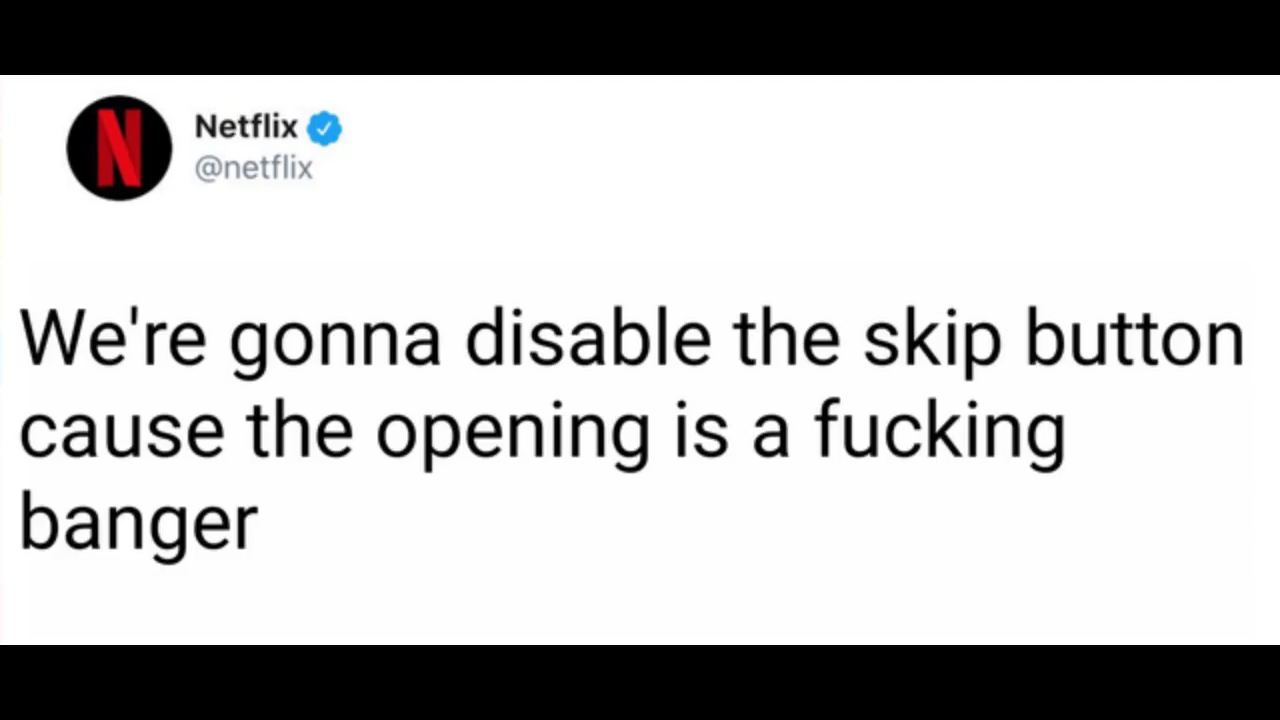 Netflix
@netflix
We're gonna disable the skip button
cause the opening is a fucking
banger